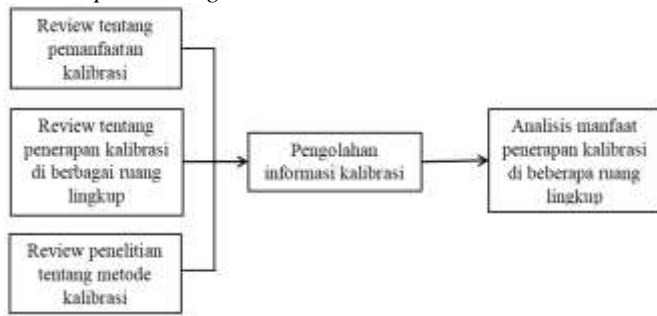 Review tentang
pemanfaatan
kalibrasi
Review tentang
penerapan kalibrasi
di berbagai ruang
lingkup
Review penelitian
tentang metode
kalibrasi
Pengolahan
informasi kalibrasi
Analisis manfaat
penerapan kalibrasi
di beberapa ruang
lingkup